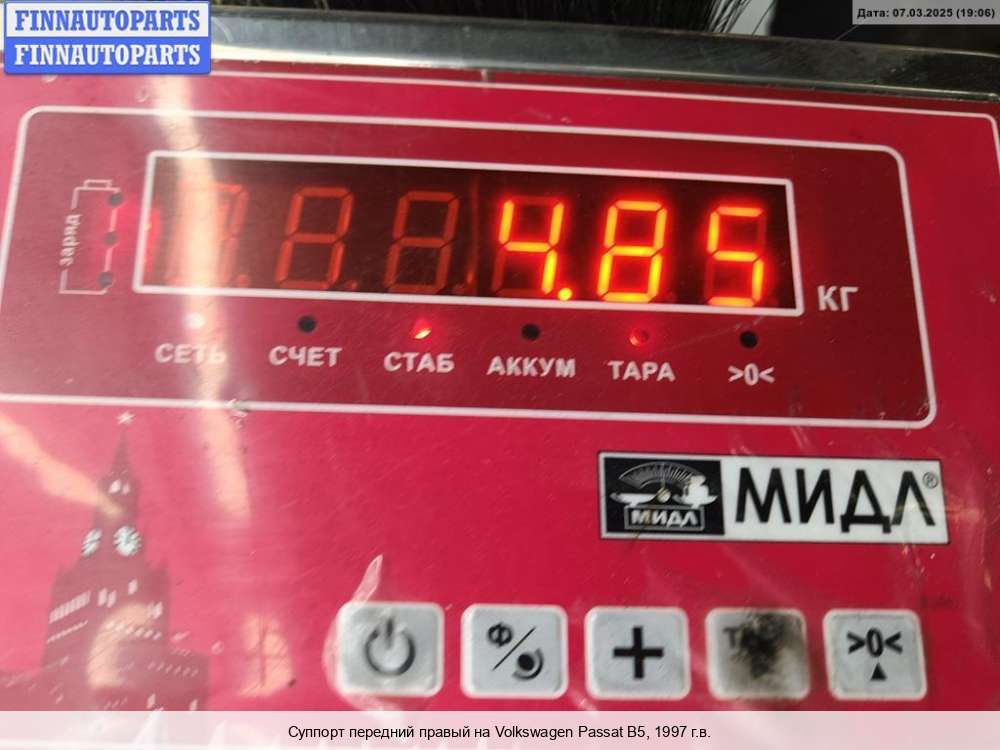 FINNAUTOPARTS
FINNAUTOPARTS
Дата: 07.03.2025 (19:06)
заряд
4.85
КГ
СЕТЬ СЧЕТ СТАБ АККУМ ТАРА >0<
МИДЛ МИДЛ®
Ф/ + >0<
Суппорт передний правый на Volkswagen Passat B5, 1997 г.в.